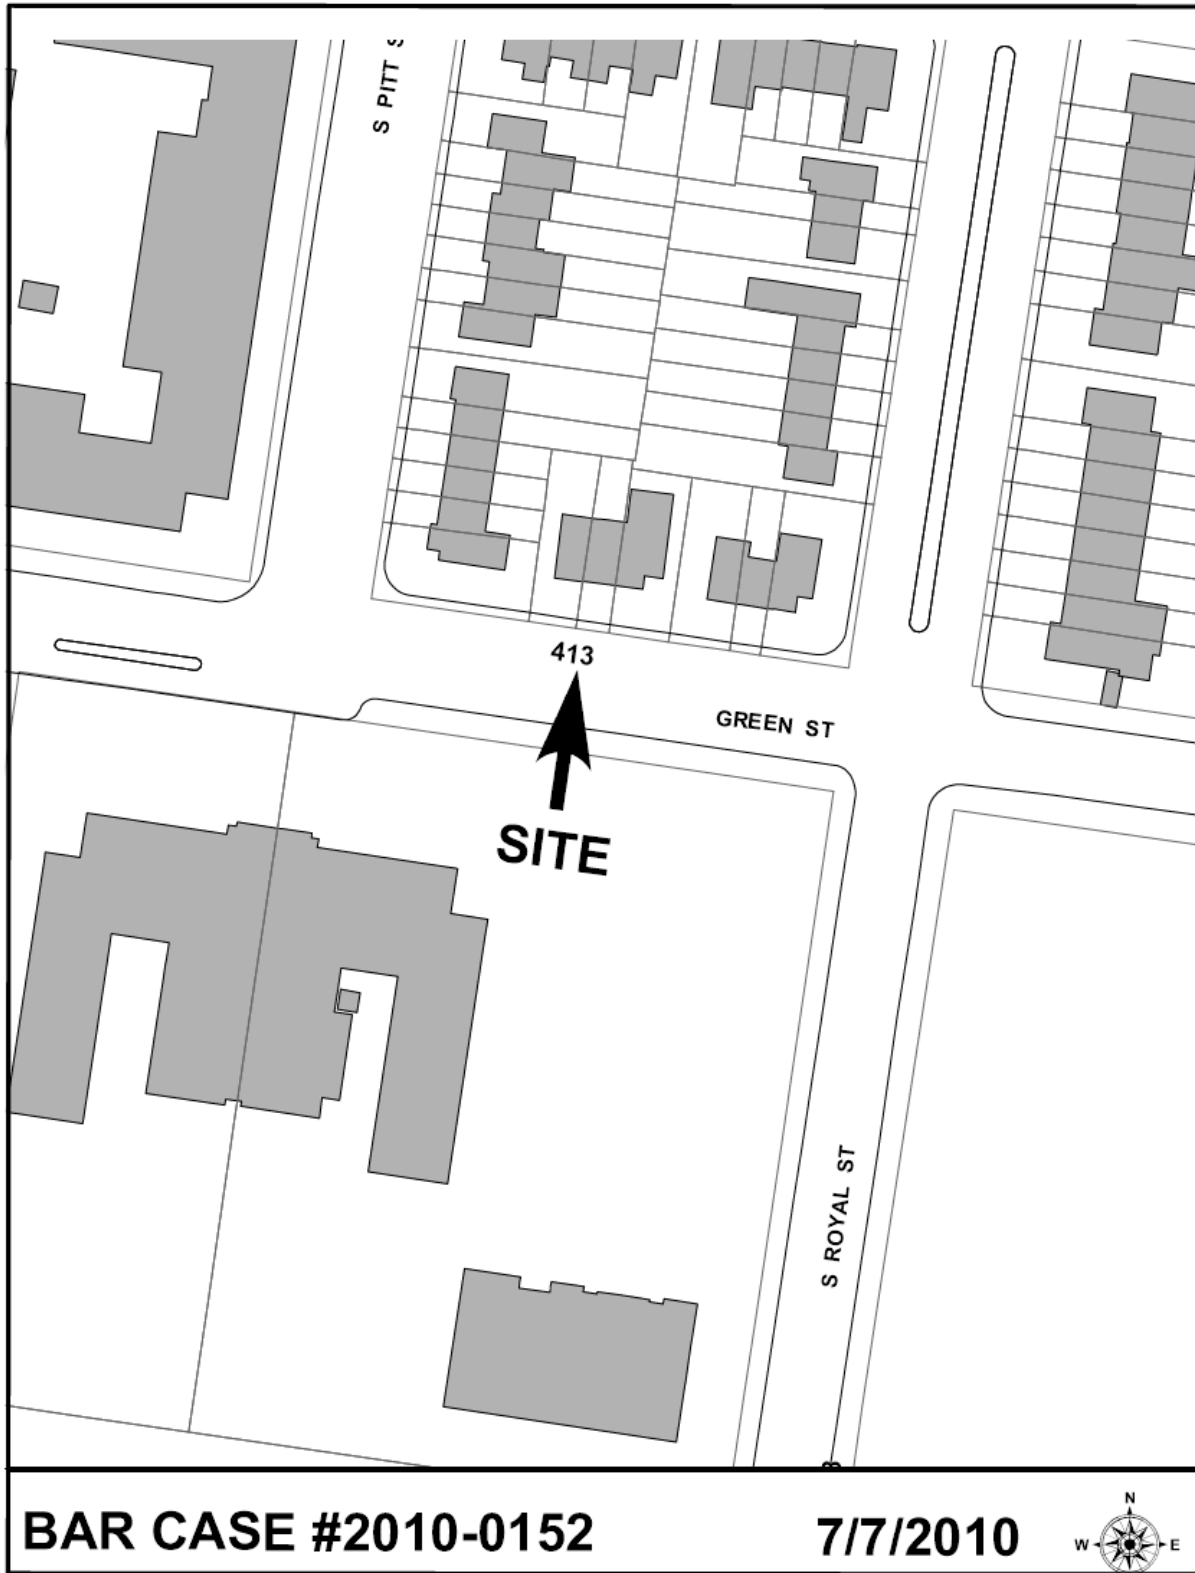 S PITT S
413
GREEN ST
SITE
S ROYAL ST
BAR CASE #2010-0152
7/7/2010
N
W E
S